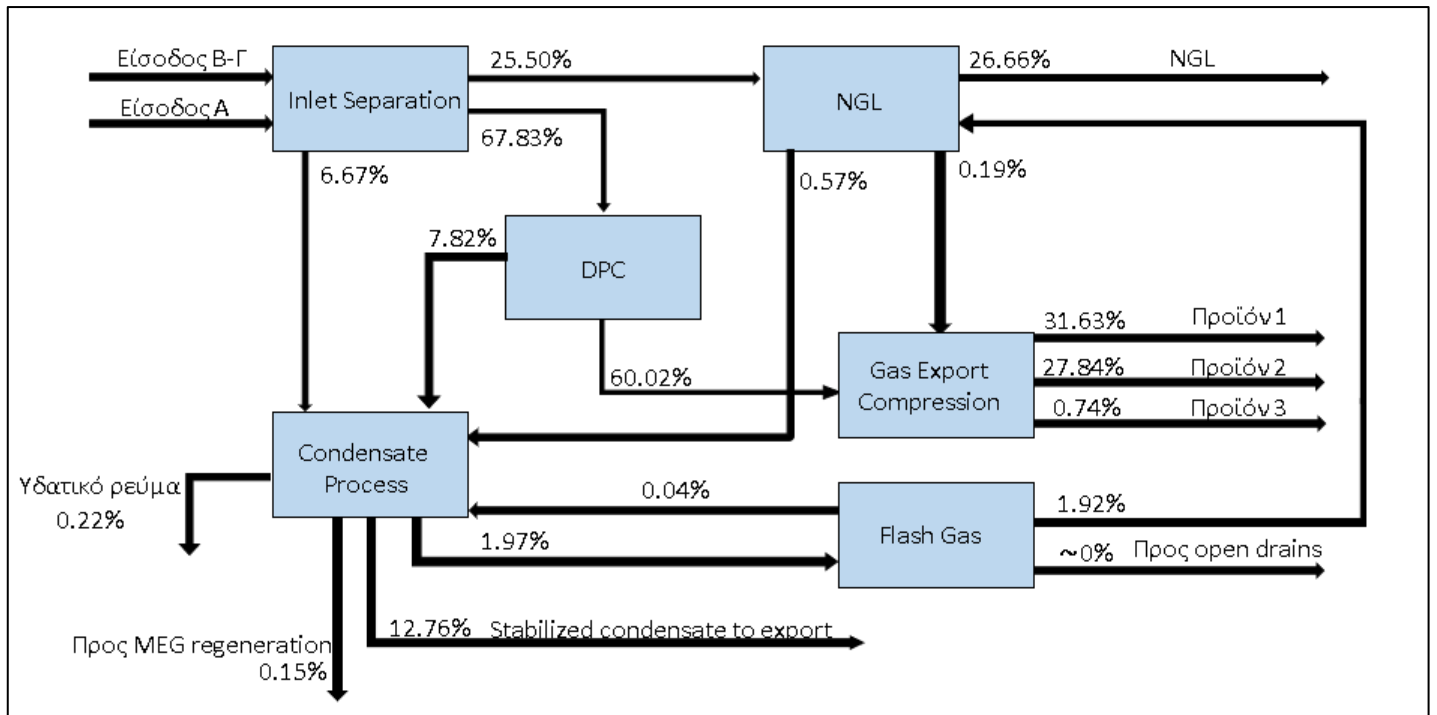 Είσοδος Β-Γ
Είσοδος Α
Inlet Separation
25.50%
67.83%
6.67%
NGL
26.66%
NGL
0.57%
0.19%
7.82%
DPC
60.02%
Gas Export
Compression
31.63%
Προϊόν 1
27.84%
Προϊόν 2
0.74%
Προϊόν 3
Condensate
Process
Υδατικό ρεύμα
0.22%
0.04%
1.97%
Flash Gas
1.92%
~0%
Προς open drains
12.76%
Stabilized condensate to export
Προς MEG regeneration
0.15%